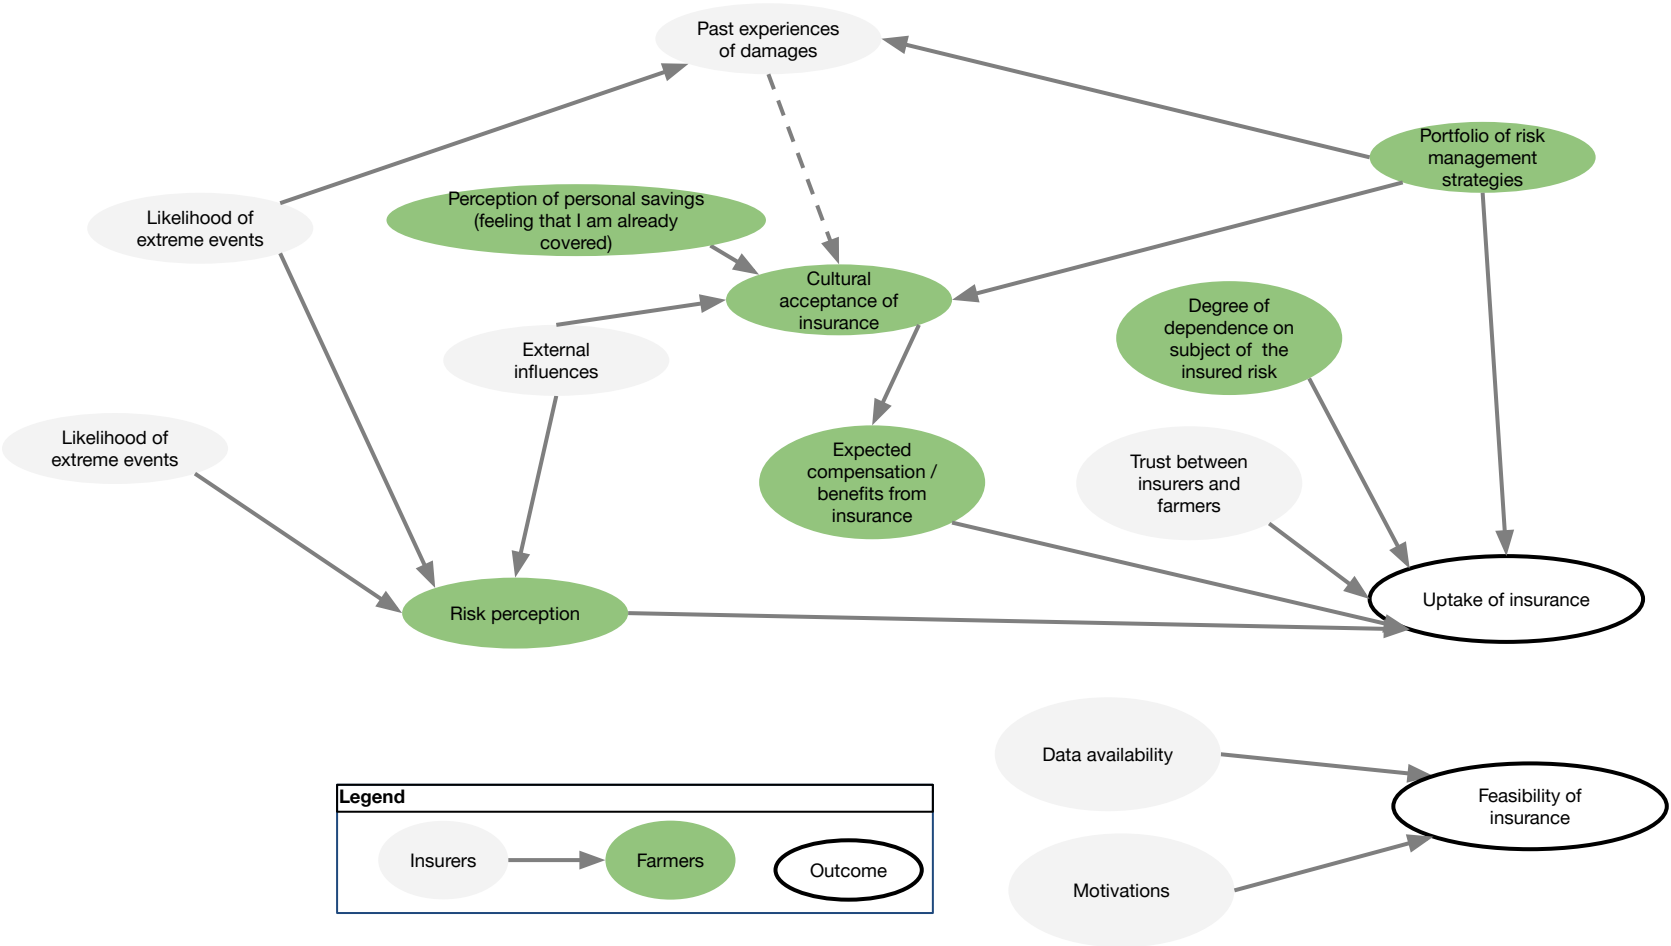 Past experiences
of damages
Portfolio of risk
management
strategies
Perception of personal savings
(feeling that I am already
covered)
Likelihood of
extreme events
Cultural
acceptance of
insurance
Degree of
dependence on
subject of  the
insured risk
External
influences
Likelihood of
extreme events
Expected
compensation /
benefits from
insurance
Trust between
insurers and
farmers
Uptake of insurance
Risk perception
Data availability
Feasibility of
insurance
Motivations
Legend
Insurers
Farmers
Outcome